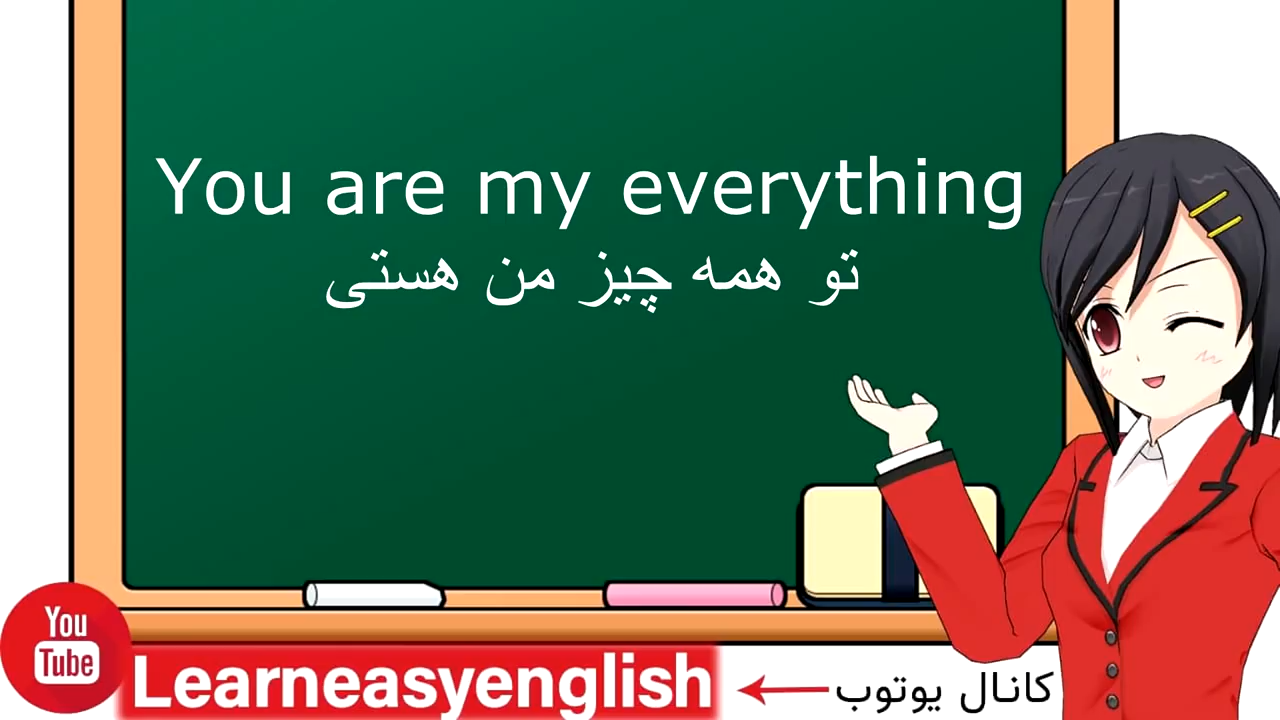 You are my everything
تو همه چیز من هستی
You
Tube
Learneasyenglish
کانال یوتوب